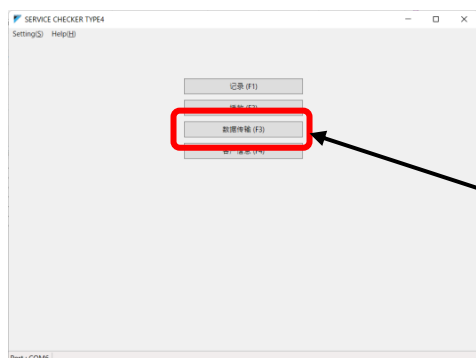 SERVICE CHECKER TYPE4
Setting(S) Help(H)
记录 (F1)
数据传输 (F3)
Port : COM6